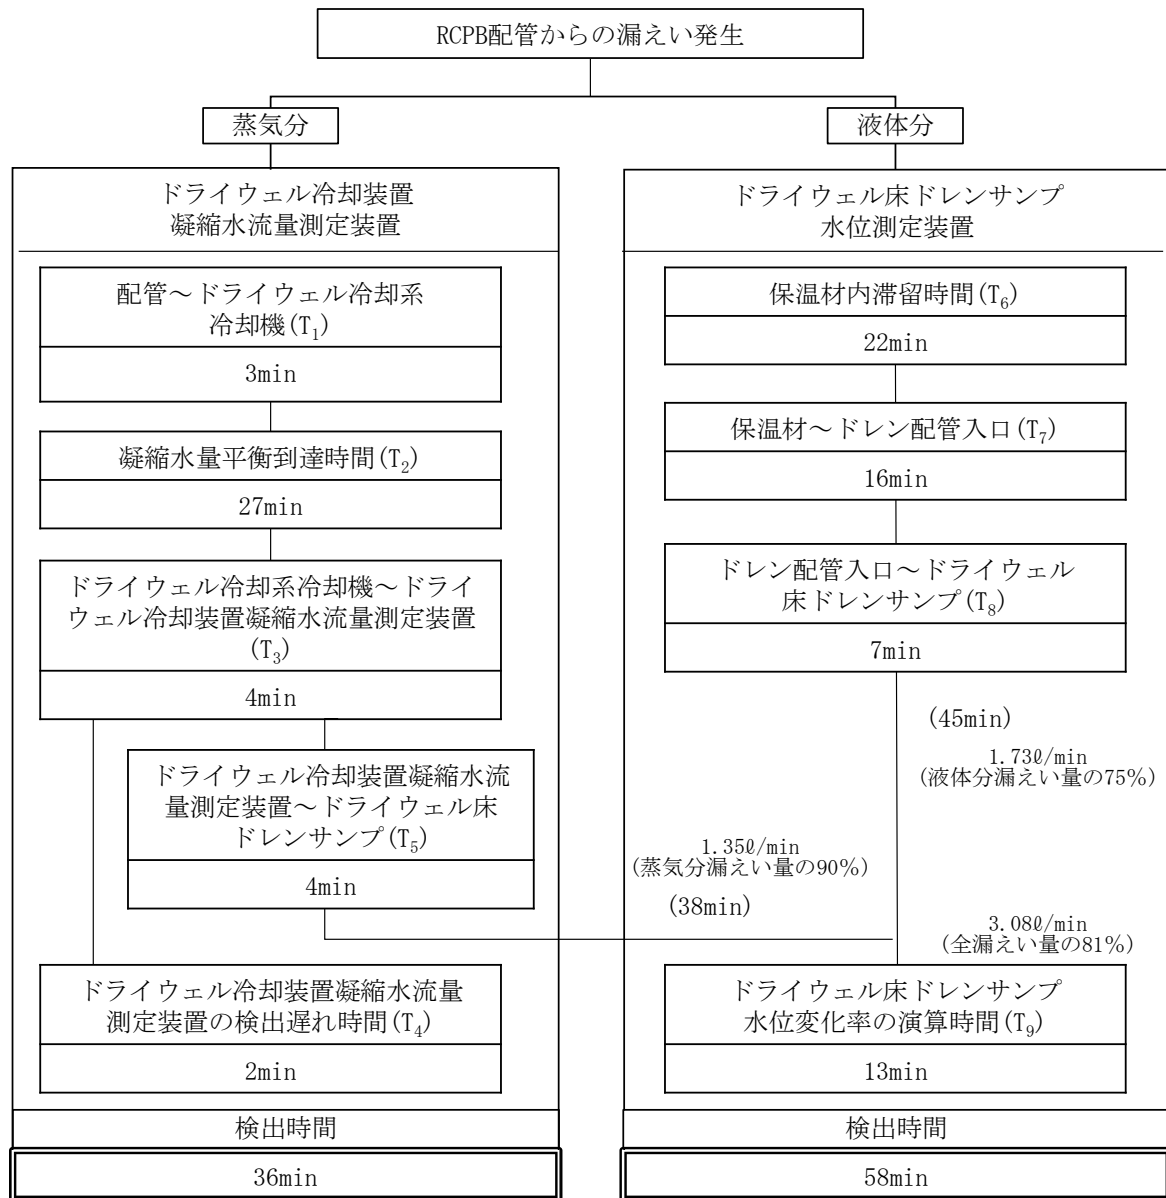 RCPB配管からの漏えい発生
蒸気分
ドライウェル冷却装置
凝縮水流量測定装置
配管～ドライウェル冷却系
冷却機(T1)
3min
凝縮水量平衡到達時間(T2)
27min
ドライウェル冷却系冷却機～ドライ
ウェル冷却装置凝縮水流量測定装置
(T3)
4min
ドライウェル冷却装置凝縮水流
量測定装置～ドライウェル床
ドレンサンプ(T5)
4min
ドライウェル冷却装置凝縮水流量
測定装置の検出遅れ時間(T4)
2min
検出時間
36min
液体分
ドライウェル床ドレンサンプ
水位測定装置
保温材内滞留時間(T6)
22min
保温材～ドレン配管入口(T7)
16min
ドレン配管入口～ドライウェル
床ドレンサンプ(T8)
7min
(45min)
1.73ℓ/min
(液体分漏えい量の75%)
1.35ℓ/min
(蒸気分漏えい量の90%)
(38min)
3.08ℓ/min
(全漏えい量の81%)
ドライウェル床ドレンサンプ
水位変化率の演算時間(T9)
13min
検出時間
58min